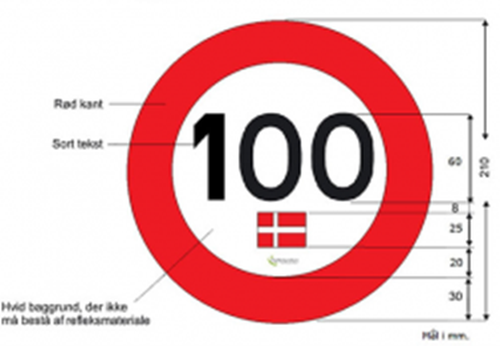 Rød kant
Sort tekst
100
60
210
8
25
20
30
Hvid baggrund, der ikke
må bestå af refleksmateriale
Mål i mm.